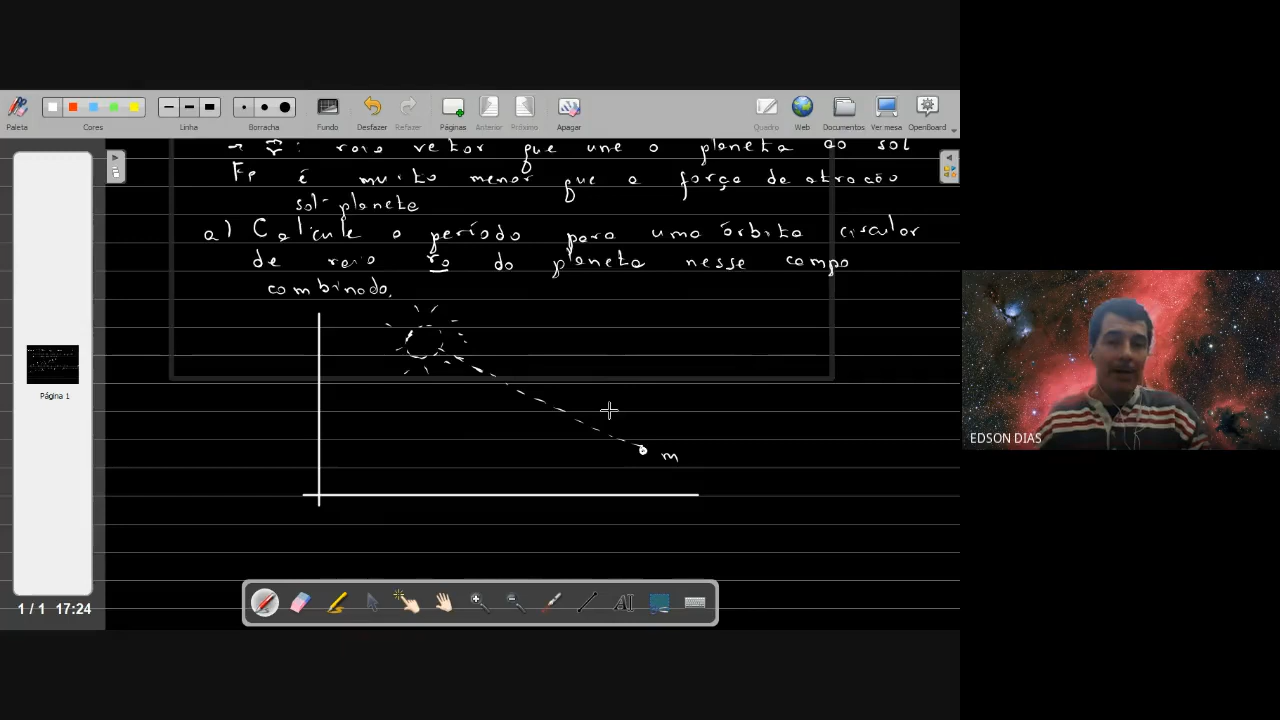 Paleta
Cores
Linha
Borracha
Fundo
Desfazer
Refazer
Páginas
Anterior
Próximo
Apagar
Quadro
Web
Documentos
Ver mesa
OpenBoard
→ r⃗ : raio vetor que une o planeta ao sol
Fp é muito menor que a força de atração
sol-planeta
a) Calcule o período para uma órbita circular
de raio r₀ do planeta nesse campo
combinado.
m
Página 1
1 / 1 17:24
AI
EDSON DIAS